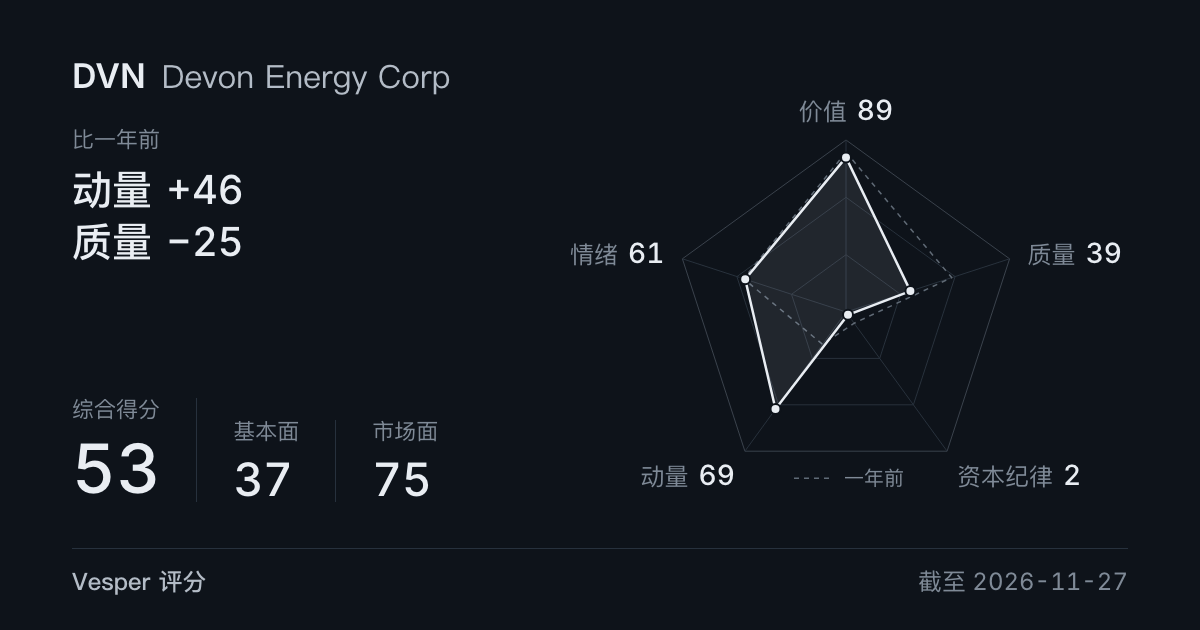 DVN Devon Energy Corp
比一年前
动量 +46
质量 −25
综合得分
53
基本面
37
市场面
75
价值 89
情绪 61
质量 39
动量 69
一年前
资本纪律 2
Vesper 评分
截至 2026-11-27